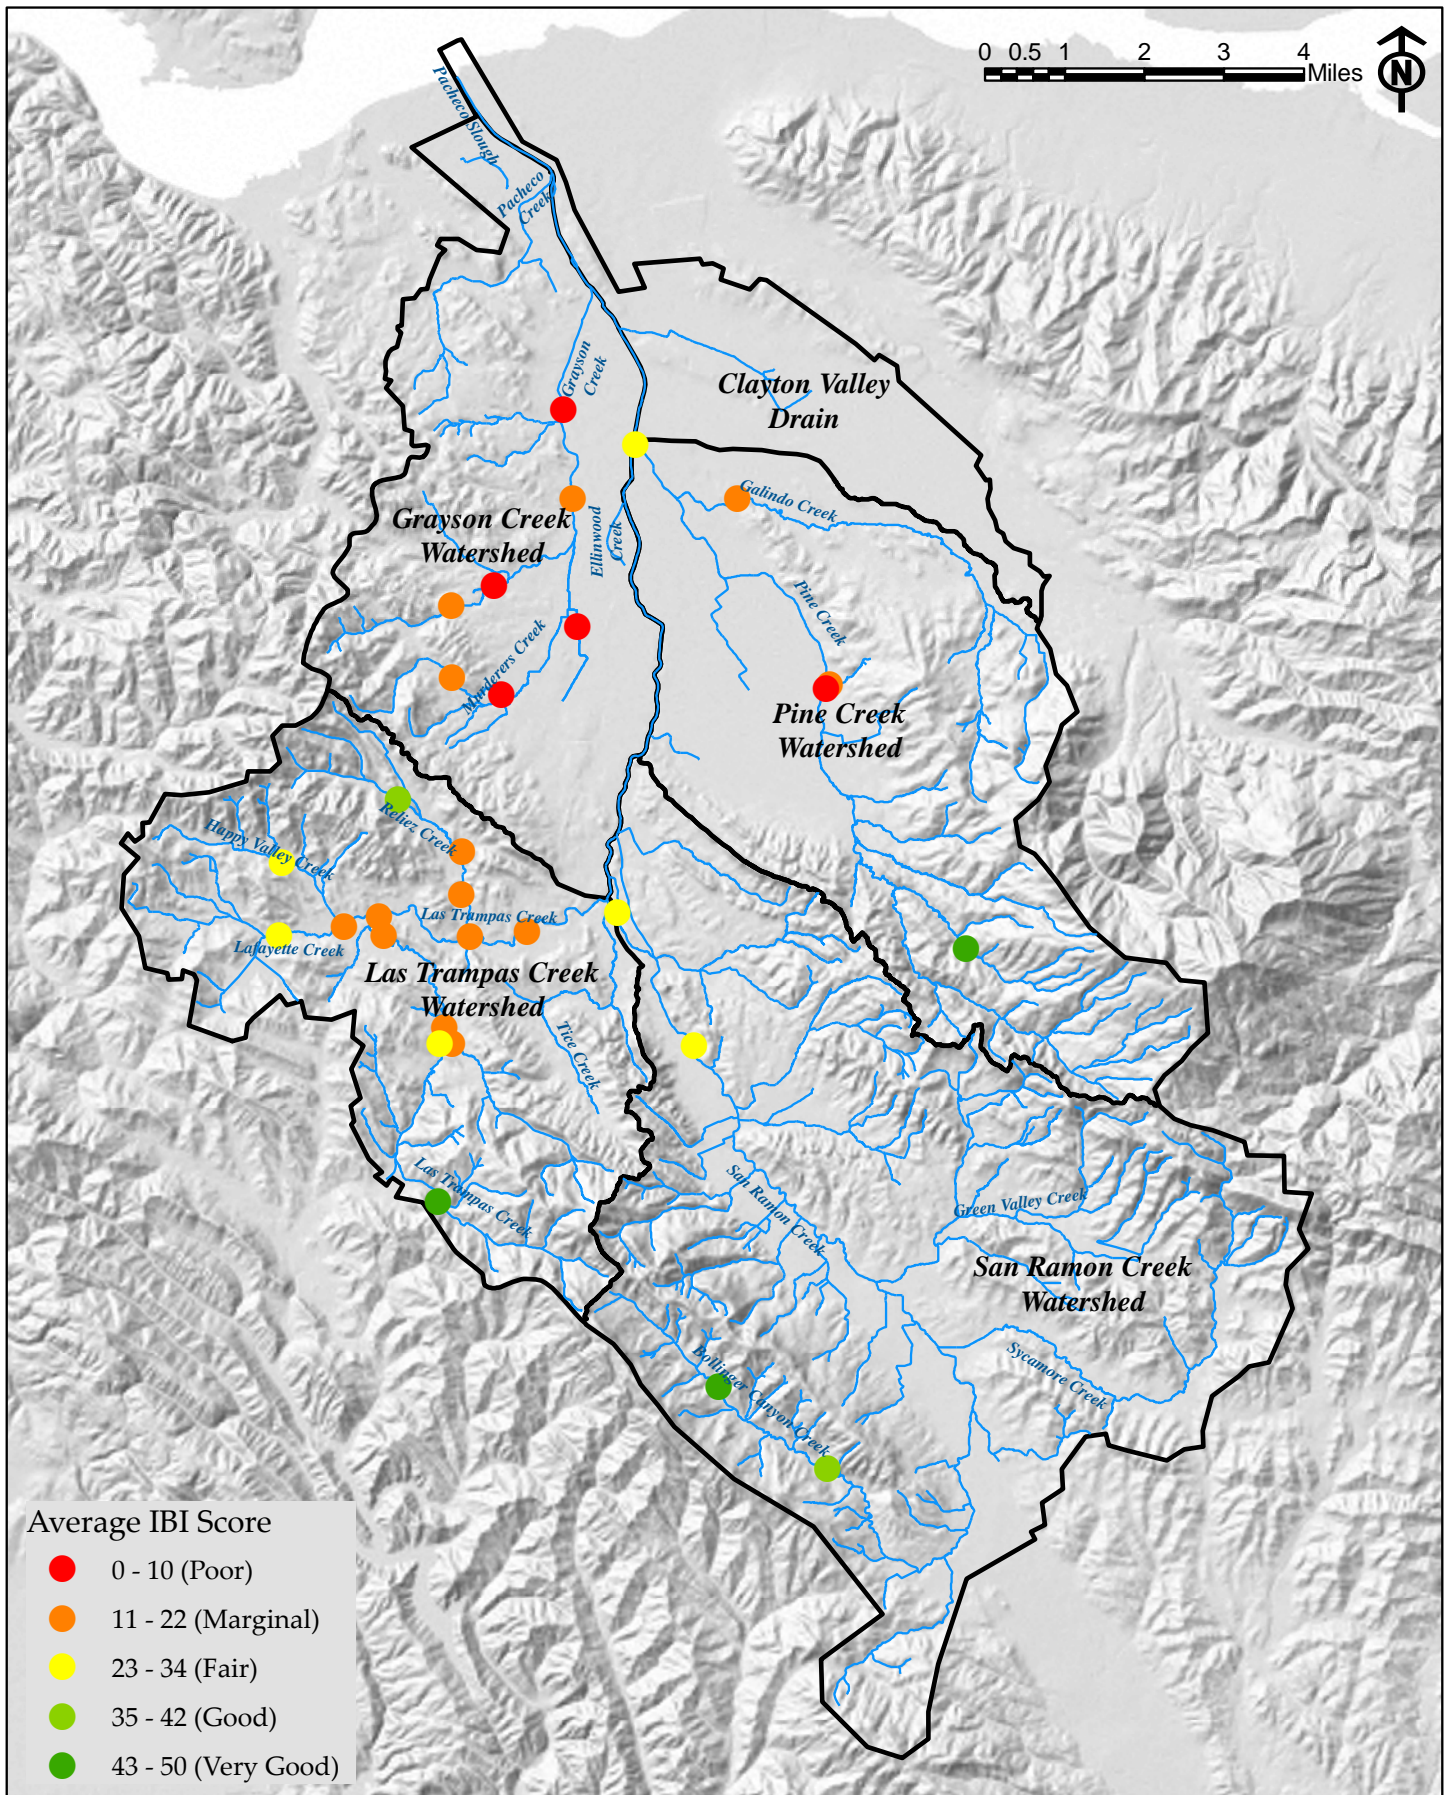 0 0.5 1 2 3 4
Miles
N
Pacheco Slough
Pacheco
Creek
Grayson
Creek
Clayton Valley
Drain
Galindo Creek
Grayson Creek
Watershed
Ellinwood
Creek
Pine Creek
Murderers Creek
Pine Creek
Watershed
Reliez Creek
Happy Valley Creek
Las Trampas Creek
Lafayette Creek
Las Trampas Creek
Watershed
Tice Creek
Las Trampas Creek
San Ramon Creek
Green Valley Creek
San Ramon Creek
Watershed
Sycamore Creek
Bollinger Canyon Creek
Average IBI Score
0 - 10 (Poor)
11 - 22 (Marginal)
23 - 34 (Fair)
35 - 42 (Good)
43 - 50 (Very Good)